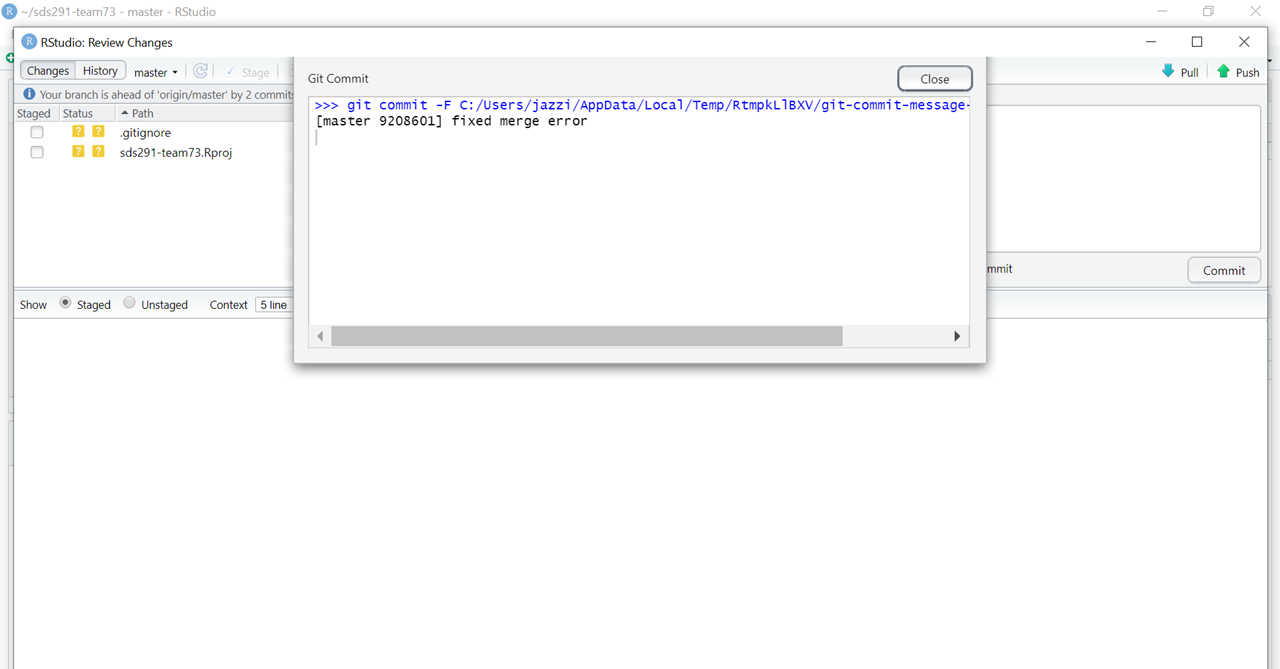 R ~/sds291-team73 - master - RStudio
R RStudio: Review Changes
Changes History master Stage
Pull Push
Your branch is ahead of 'origin/master' by 2 commits
Staged Status Path
? ? .gitignore
? ? sds291-team73.Rproj
Git Commit Close
>>> git commit -F C:/Users/jazzi/AppData/Local/Temp/RtmpkLlBXV/git-commit-message-
[master 9208601] fixed merge error
mmit Commit
Show Staged Unstaged Context 5 line